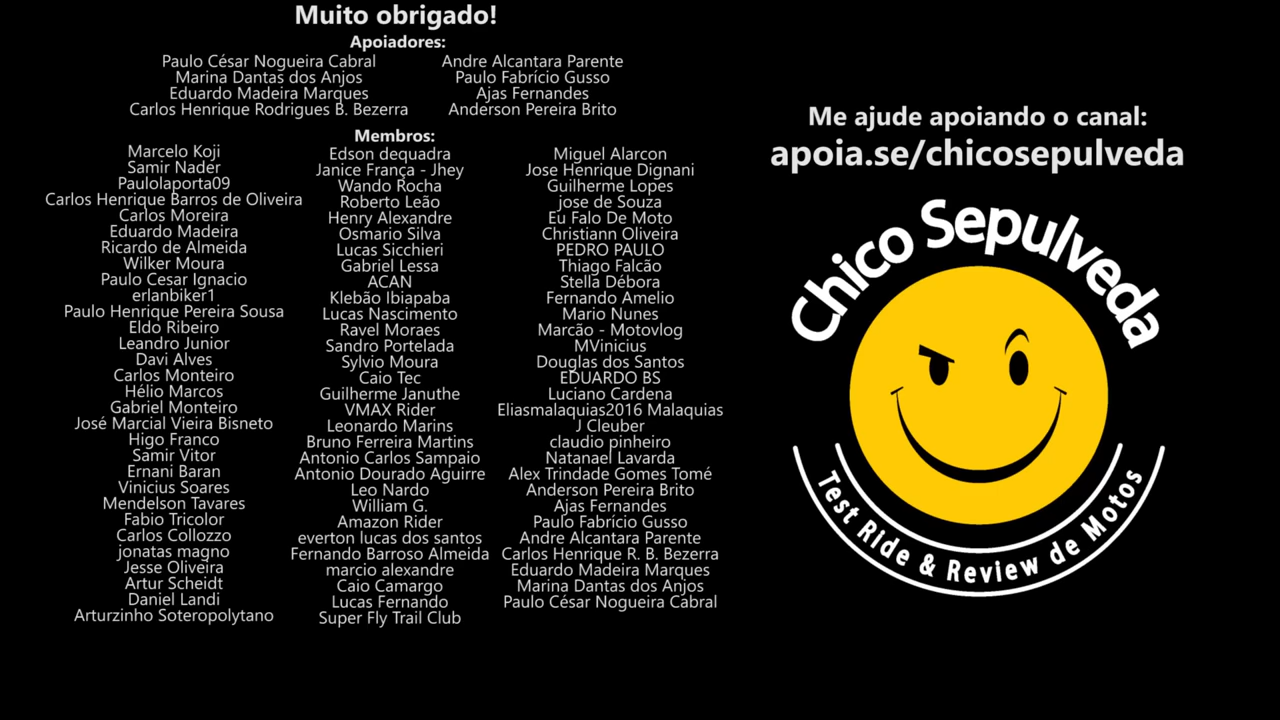 Muito obrigado!
Apoiadores:
Paulo César Nogueira Cabral
Marina Dantas dos Anjos
Eduardo Madeira Marques
Carlos Henrique Rodrigues B. Bezerra
Andre Alcantara Parente
Paulo Fabrício Gusso
Ajas Fernandes
Anderson Pereira Brito
Membros:
Marcelo Koji
Samir Nader
Paulolaporta09
Carlos Henrique Barros de Oliveira
Carlos Moreira
Eduardo Madeira
Ricardo de Almeida
Wilker Moura
Paulo Cesar Ignacio
erlanbiker1
Paulo Henrique Pereira Sousa
Eldo Ribeiro
Leandro Junior
Davi Alves
Carlos Monteiro
Hélio Marcos
Gabriel Monteiro
José Marcial Vieira Bisneto
Higo Franco
Samir Vitor
Ernani Baran
Vinicius Soares
Mendelson Tavares
Fabio Tricolor
Carlos Collozzo
jonatas magno
Jesse Oliveira
Artur Scheidt
Daniel Landi
Arturzinho Soteropolytano
Edson dequadra
Janice França - Jhey
Wando Rocha
Roberto Leão
Henry Alexandre
Osmario Silva
Lucas Sicchieri
Gabriel Lessa
ACAN
Klebão Ibiapaba
Lucas Nascimento
Ravel Moraes
Sandro Portelada
Sylvio Moura
Caio Tec
Guilherme Januthe
VMAX Rider
Leonardo Marins
Bruno Ferreira Martins
Antonio Carlos Sampaio
Antonio Dourado Aguirre
Leo Nardo
William G.
Amazon Rider
everton lucas dos santos
Fernando Barroso Almeida
marcio alexandre
Caio Camargo
Lucas Fernando
Super Fly Trail Club
Miguel Alarcon
Jose Henrique Dignani
Guilherme Lopes
jose de Souza
Eu Falo De Moto
Christiann Oliveira
PEDRO PAULO
Thiago Falcão
Stella Débora
Fernando Amelio
Mario Nunes
Marcão - Motovlog
MVinicius
Douglas dos Santos
EDUARDO BS
Luciano Cardena
Eliasmalaquias2016 Malaquias
J Cleuber
claudio pinheiro
Natanael Lavarda
Alex Trindade Gomes Tomé
Anderson Pereira Brito
Ajas Fernandes
Paulo Fabrício Gusso
Andre Alcantara Parente
Carlos Henrique R. B. Bezerra
Eduardo Madeira Marques
Marina Dantas dos Anjos
Paulo César Nogueira Cabral
Me ajude apoiando o canal:
apoia.se/chicosepulveda
Chico Sepulveda
Test Ride & Review de Motos